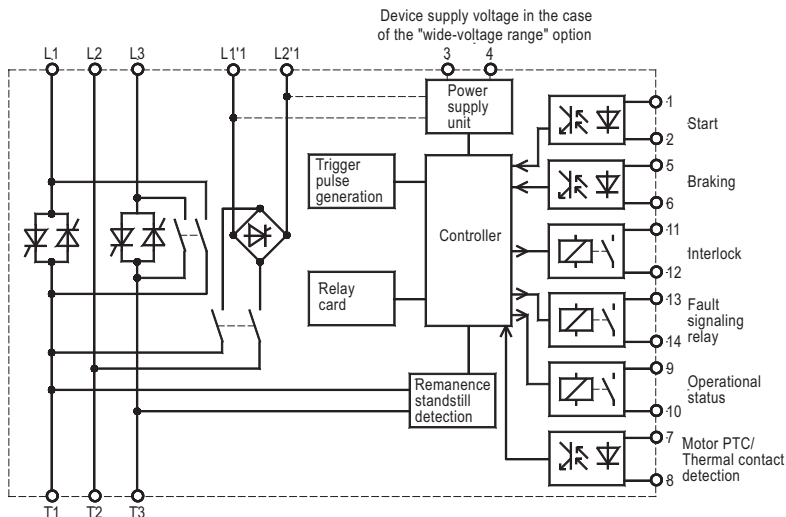 Device supply voltage in the case
of the "wide-voltage range" option
L1
L2
L3
L1'1
L2'1
3
4
Power
supply
unit
1
2
Start
Trigger
pulse
generation
5
6
Braking
Controller
11
12
Interlock
Relay
card
13
14
Fault
signaling
relay
Remanence
standstill
detection
9
10
Operational
status
7
8
Motor PTC/
Thermal contact
detection
T1
T2
T3